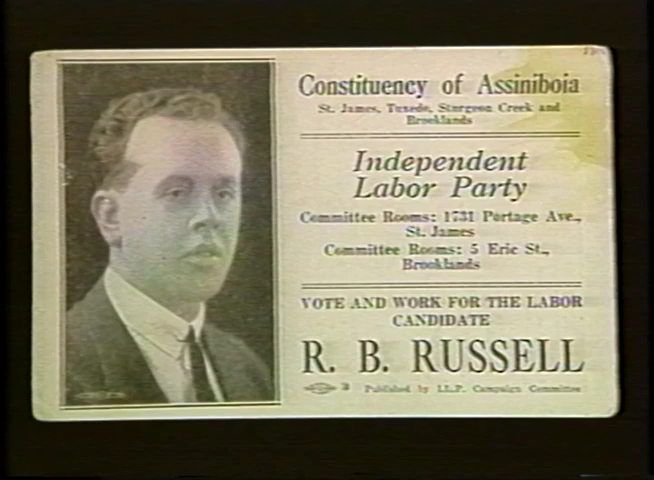 Constituency of Assiniboia
St. James, Tuxedo, Sturgeon Creek and
Brooklands
Independent
Labor Party
Committee Rooms: 1731 Portage Ave.,
St. James
Committee Rooms: 5 Eric St.,
Brooklands
VOTE AND WORK FOR THE LABOR
CANDIDATE
R. B. RUSSELL
Published by I.L.P. Campaign Committee